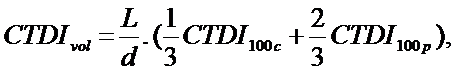 CTDI_vol = L/d · (1/3 CTDI_100c + 2/3 CTDI_100p),